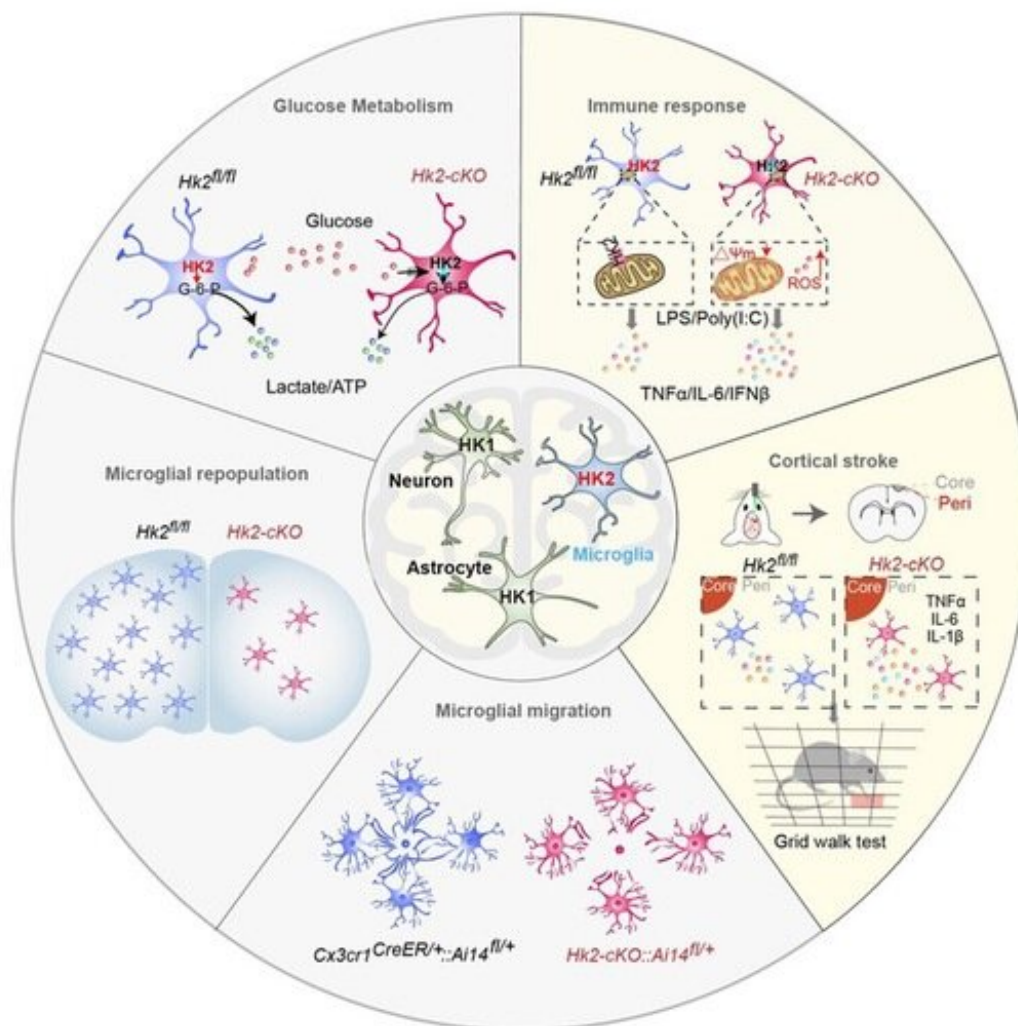 Glucose Metabolism
Hk2fl/fl
Hk2-cKO
Glucose
HK2
G-6-P
HK2
G-6-P
Lactate/ATP
Immune response
Hk2fl/fl
HK2
HK2
Hk2-cKO
HK2
△Ψm
ROS
LPS/Poly(I:C)
TNFα/IL-6/IFNβ
Microglial repopulation
Hk2fl/fl
Hk2-cKO
HK1
Neuron
HK2
Microglia
Astrocyte
HK1
Cortical stroke
Core
Peri
Hk2fl/fl
Hk2-cKO
Core Peri
Core Peri
TNFα
IL-6
IL-1β
Grid walk test
Microglial migration
Cx3cr1CreER/+::Ai14fl/+
Hk2-cKO::Ai14fl/+